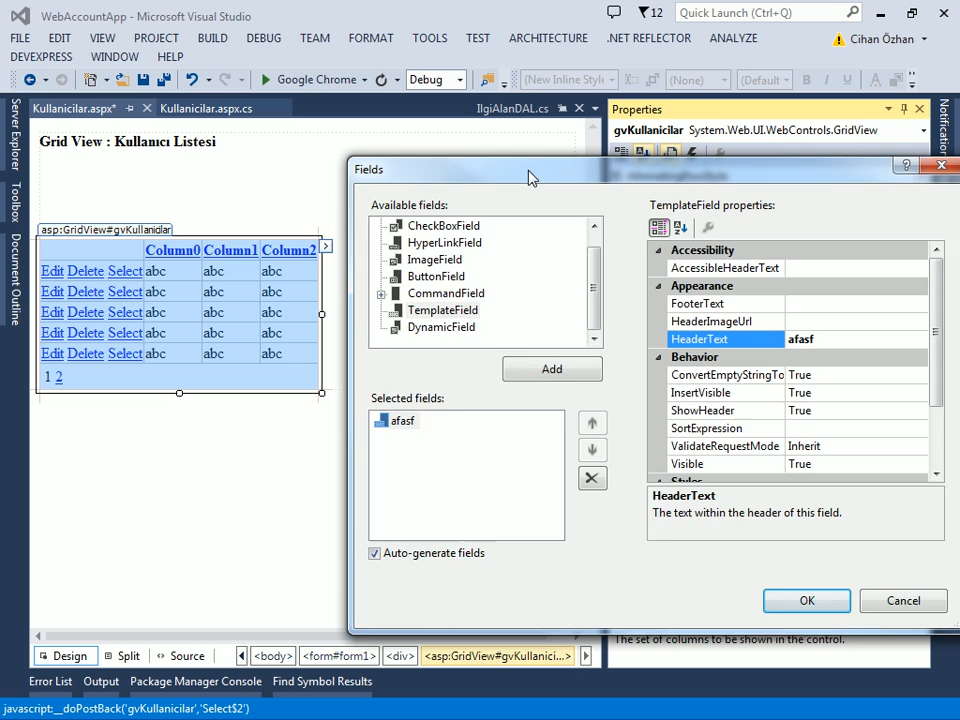 WebAccountApp - Microsoft Visual Studio
12
Quick Launch (Ctrl+Q)
FILE EDIT VIEW PROJECT BUILD DEBUG TEAM FORMAT TOOLS TEST ARCHITECTURE .NET REFLECTOR ANALYZE
Cihan Özhan
DEVEXPRESS WINDOW HELP
Google Chrome
Debug
(New Inline Style
(None)
(Default
B I U A
Kullanicilar.aspx*
Kullanicilar.aspx.cs
IlgiAlanDAL.cs
Server Explorer
Toolbox
Document Outline
Grid View : Kullanıcı Listesi
asp:GridView#gvKullanicilar
Column0 Column1 Column2
Edit Delete Select abc abc abc
Edit Delete Select abc abc abc
Edit Delete Select abc abc abc
Edit Delete Select abc abc abc
Edit Delete Select abc abc abc
1 2
Properties
gvKullanicilar System.Web.UI.WebControls.GridView
Notification
Fields
?
Available fields:
CheckBoxField
HyperLinkField
ImageField
ButtonField
CommandField
TemplateField
DynamicField
Add
Selected fields:
afasf
Auto-generate fields
TemplateField properties:
Accessibility
AccessibleHeaderText
Appearance
FooterText
HeaderImageUrl
HeaderText afasf
Behavior
ConvertEmptyStringTo True
InsertVisible True
ShowHeader True
SortExpression
ValidateRequestMode Inherit
Visible True
Styles
HeaderText
The text within the header of this field.
OK
Cancel
The set of columns to be shown in the control.
Design Split Source
<body> <form#form1> <div> <asp:GridView#gvKullanici...>
Error List Output Package Manager Console Find Symbol Results
javascript:__doPostBack('gvKullanicilar','Select$2')